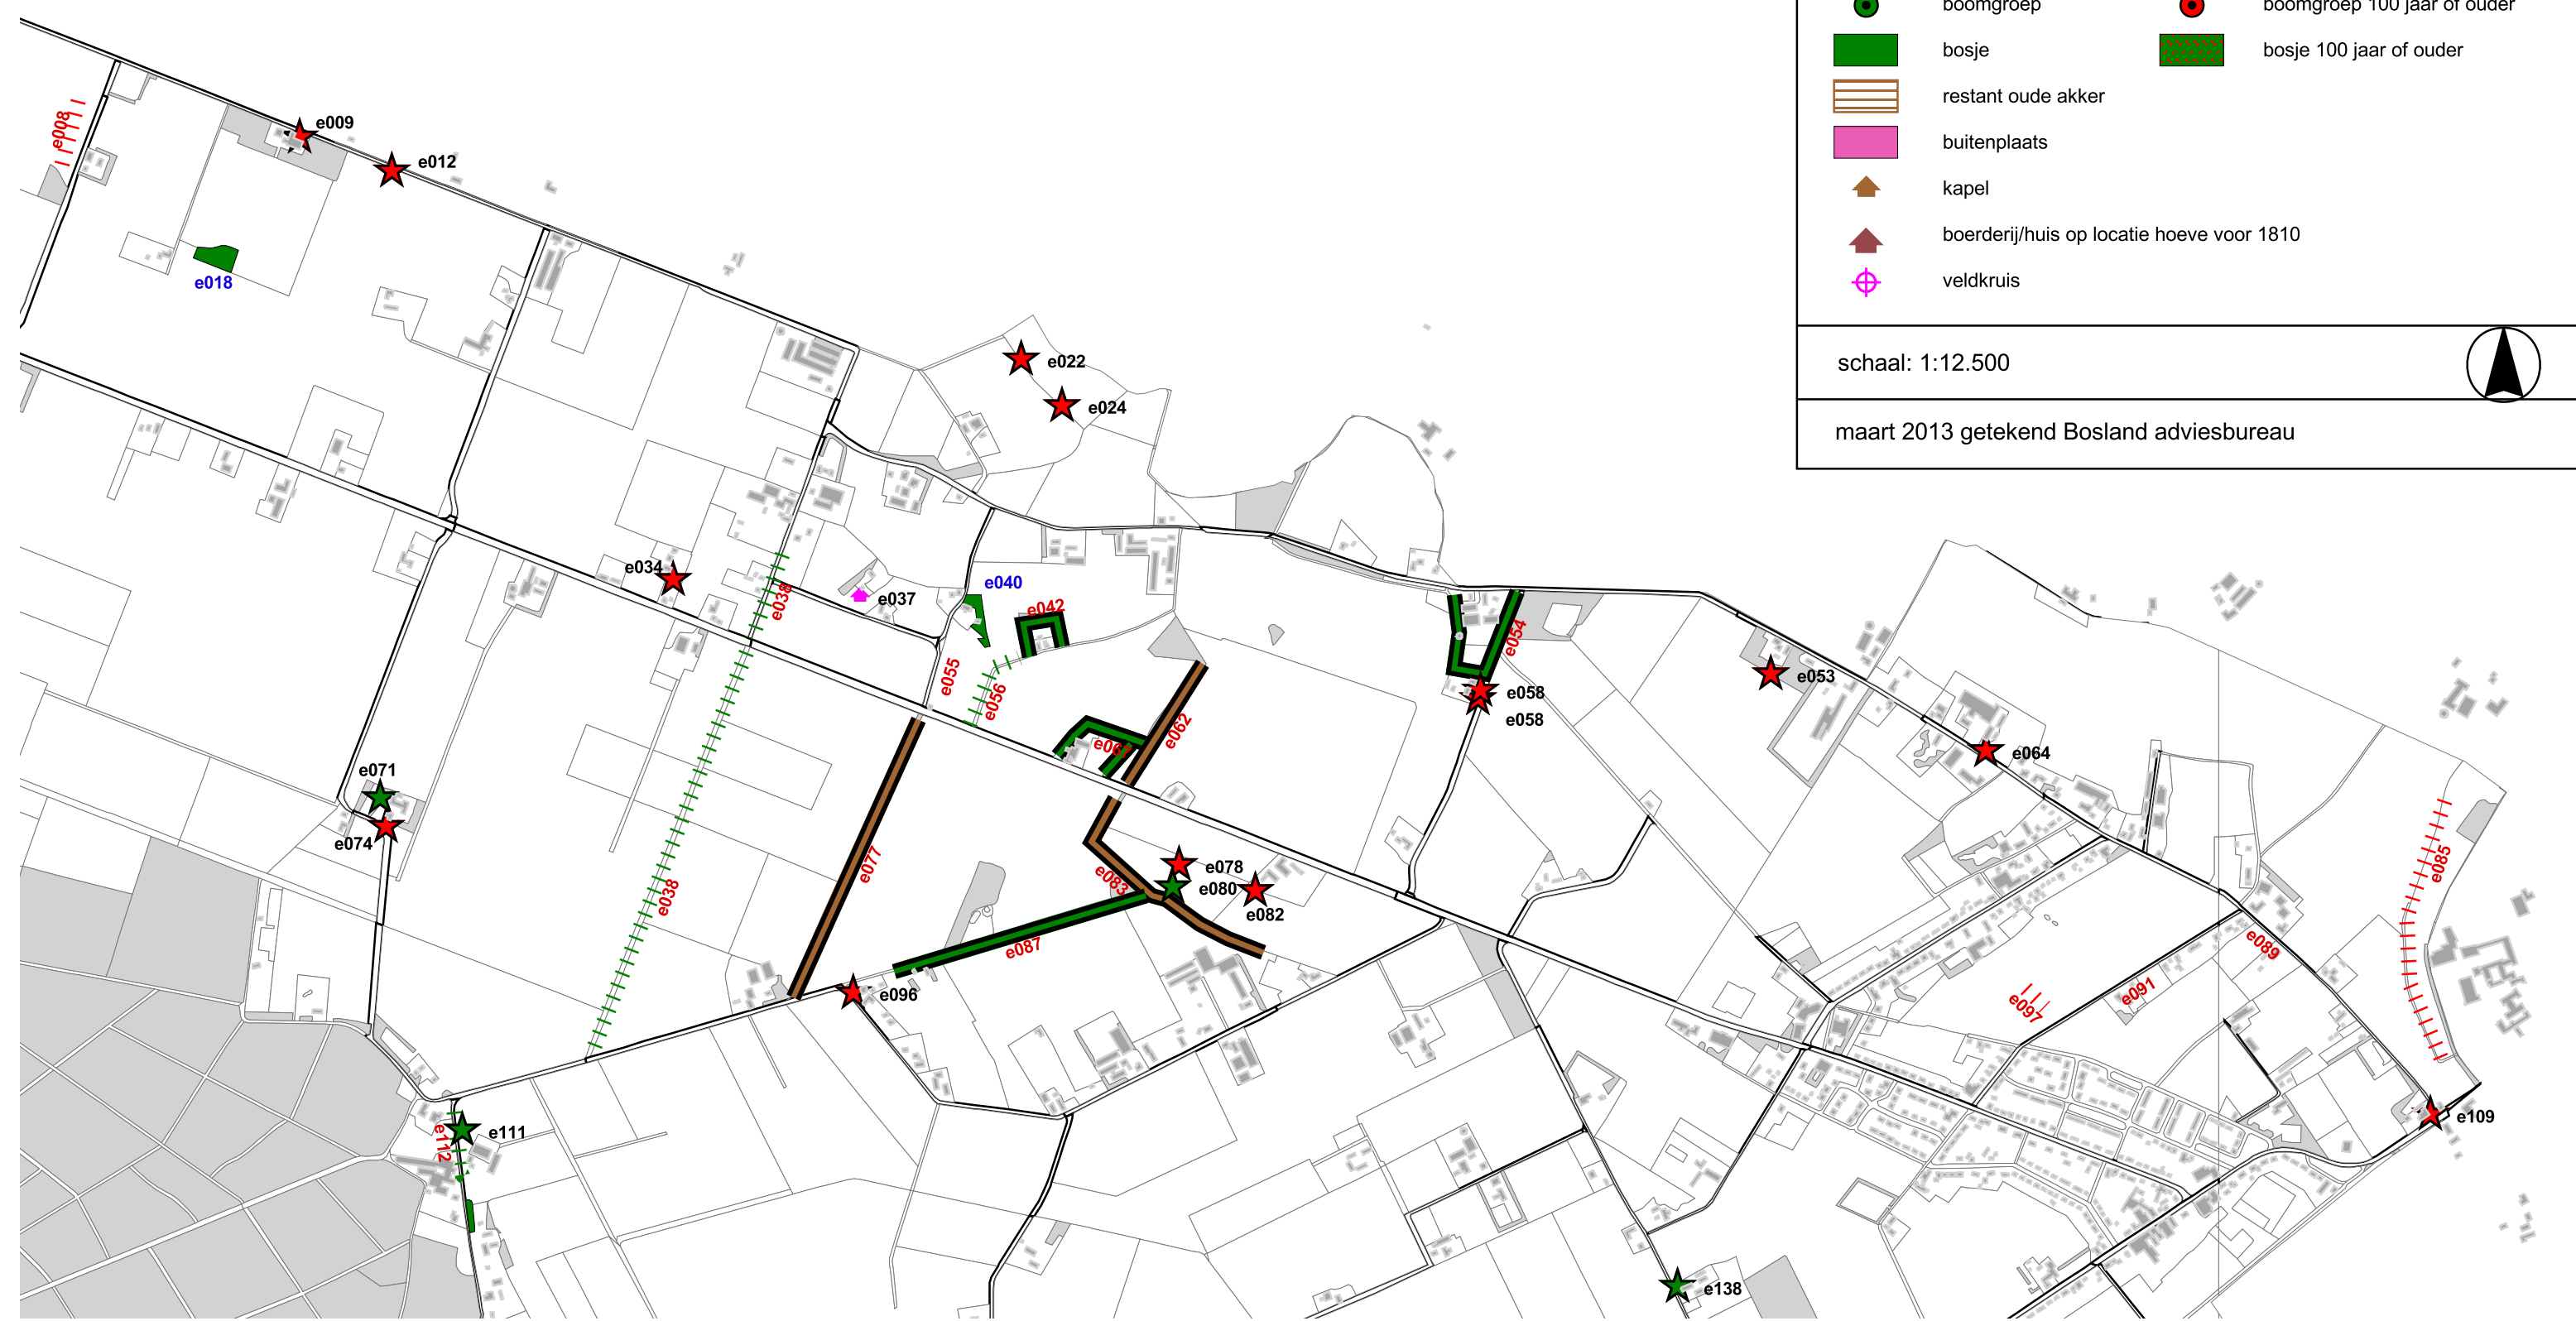 boomgroep
boomgroep 100 jaar of ouder
bosje
bosje 100 jaar of ouder
restant oude akker
buitenplaats
kapel
boerderij/huis op locatie hoeve voor 1810
veldkruis
schaal: 1:12.500
maart 2013 getekend Bosland adviesbureau
e008
e009
e012
e018
e022
e024
e034
e038
e037
e040
e042
e055
e056
e054
e058
e058
e053
e062
e067
e064
e071
e074
e077
e038
e078
e080
e082
e083
e087
e085
e089
e091
e097
e096
e109
e111
e112
e138